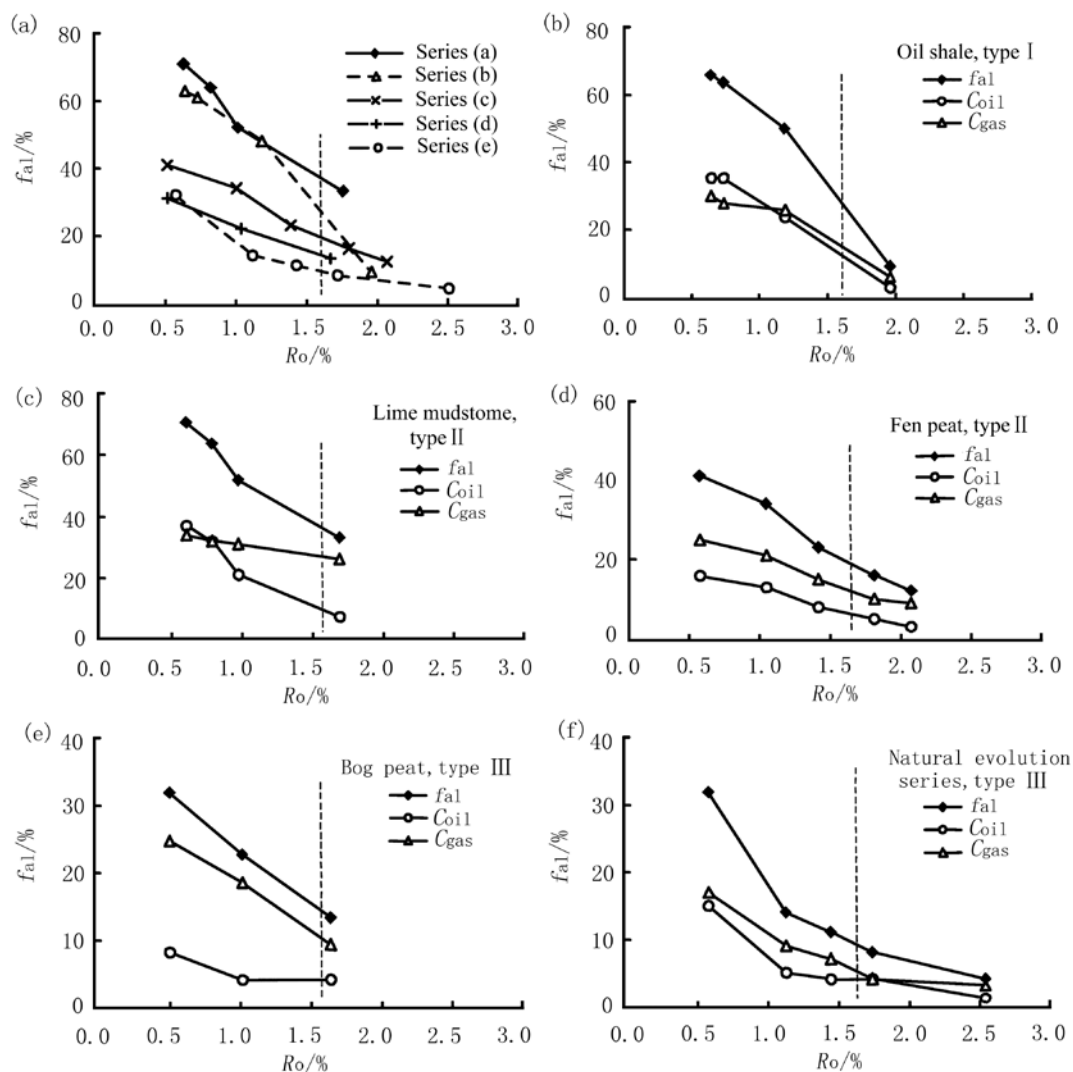 (a)
80
60
40
20
0
fal/%
Series (a)
Series (b)
Series (c)
Series (d)
Series (e)
0.0 0.5 1.0 1.5 2.0 2.5 3.0
Ro/%
(b)
80
60
40
20
0
fal/%
Oil shale, type Ⅰ
fal
Coil
Cgas
0.0 0.5 1.0 1.5 2.0 2.5 3.0
Ro/%
(c)
80
60
40
20
0
fal/%
Lime mudstome,
type Ⅱ
fal
Coil
Cgas
0.0 0.5 1.0 1.5 2.0 2.5 3.0
Ro/%
(d)
60
40
20
0
fal/%
Fen peat, type Ⅱ
fal
Coil
Cgas
0.0 0.5 1.0 1.5 2.0 2.5 3.0
Ro/%
(e)
40
30
20
10
0
fal/%
Bog peat, type Ⅲ
fal
Coil
Cgas
0.0 0.5 1.0 1.5 2.0 2.5 3.0
Ro/%
(f)
40
30
20
10
0
fal/%
Natural evolution
series, type Ⅲ
fal
Coil
Cgas
0.0 0.5 1.0 1.5 2.0 2.5 3.0
Ro/%